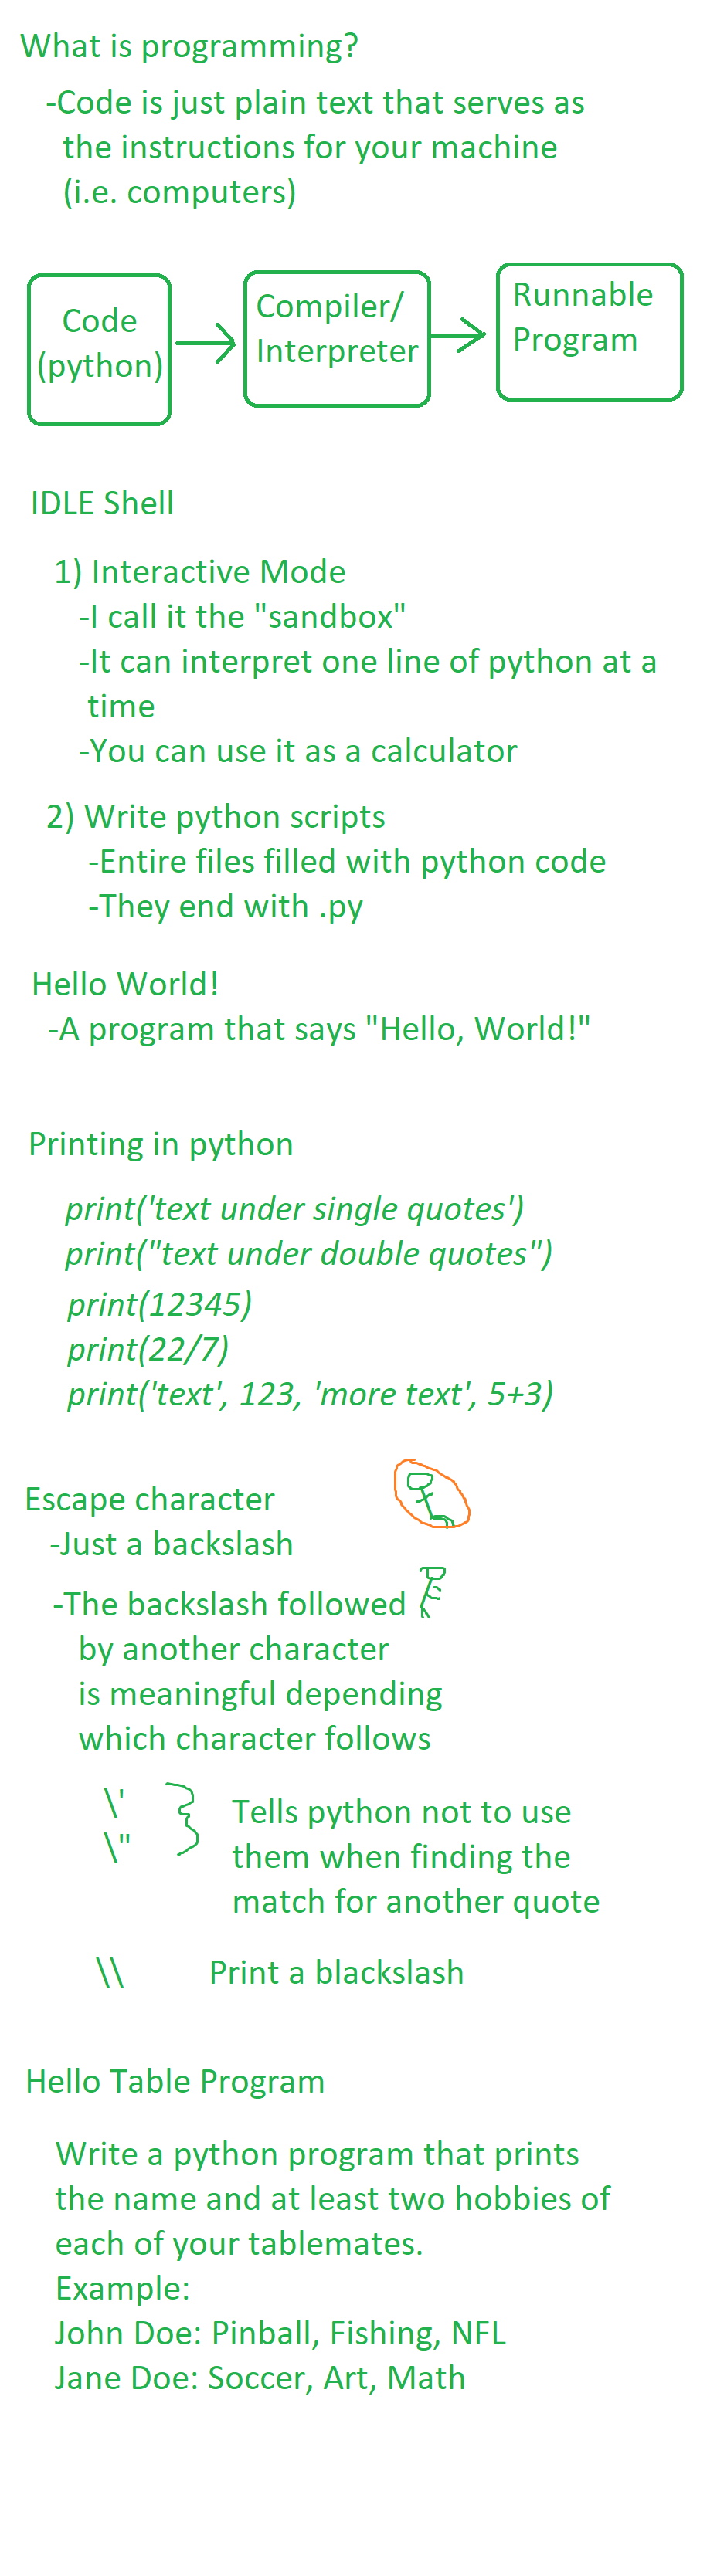 What is programming?
-Code is just plain text that serves as
the instructions for your machine
(i.e. computers)
Code
(python)
Compiler/
Interpreter
Runnable
Program
IDLE Shell
1) Interactive Mode
-I call it the "sandbox"
-It can interpret one line of python at a
time
-You can use it as a calculator
2) Write python scripts
-Entire files filled with python code
-They end with .py
Hello World!
-A program that says "Hello, World!"
Printing in python
print('text under single quotes')
print("text under double quotes")
print(12345)
print(22/7)
print('text', 123, 'more text', 5+3)
Escape character
-Just a backslash
-The backslash followed
by another character
is meaningful depending
which character follows
\'
\"
Tells python not to use
them when finding the
match for another quote
\\ Print a blackslash
Hello Table Program
Write a python program that prints
the name and at least two hobbies of
each of your tablemates.
Example:
John Doe: Pinball, Fishing, NFL
Jane Doe: Soccer, Art, Math